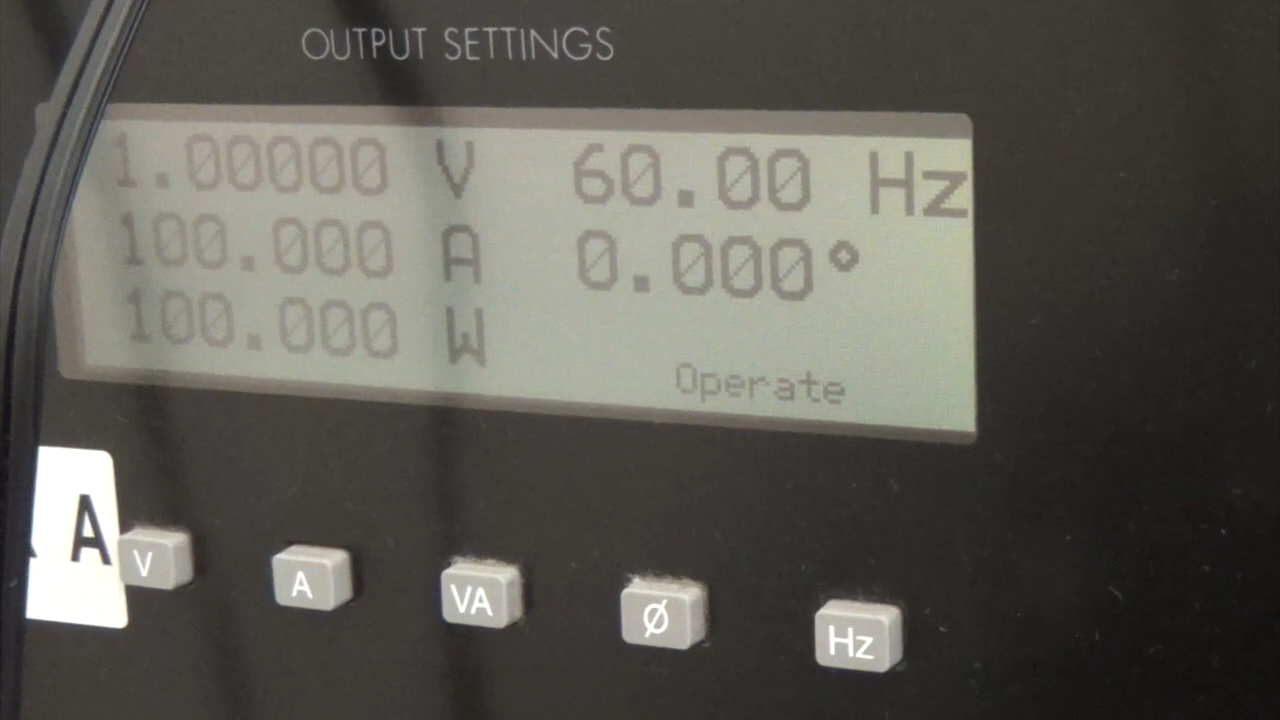 OUTPUT SETTINGS
1.00000 V 60.00 Hz
100.000 A 0.000°
100.000 W
Operate
A
V A VA Ø Hz